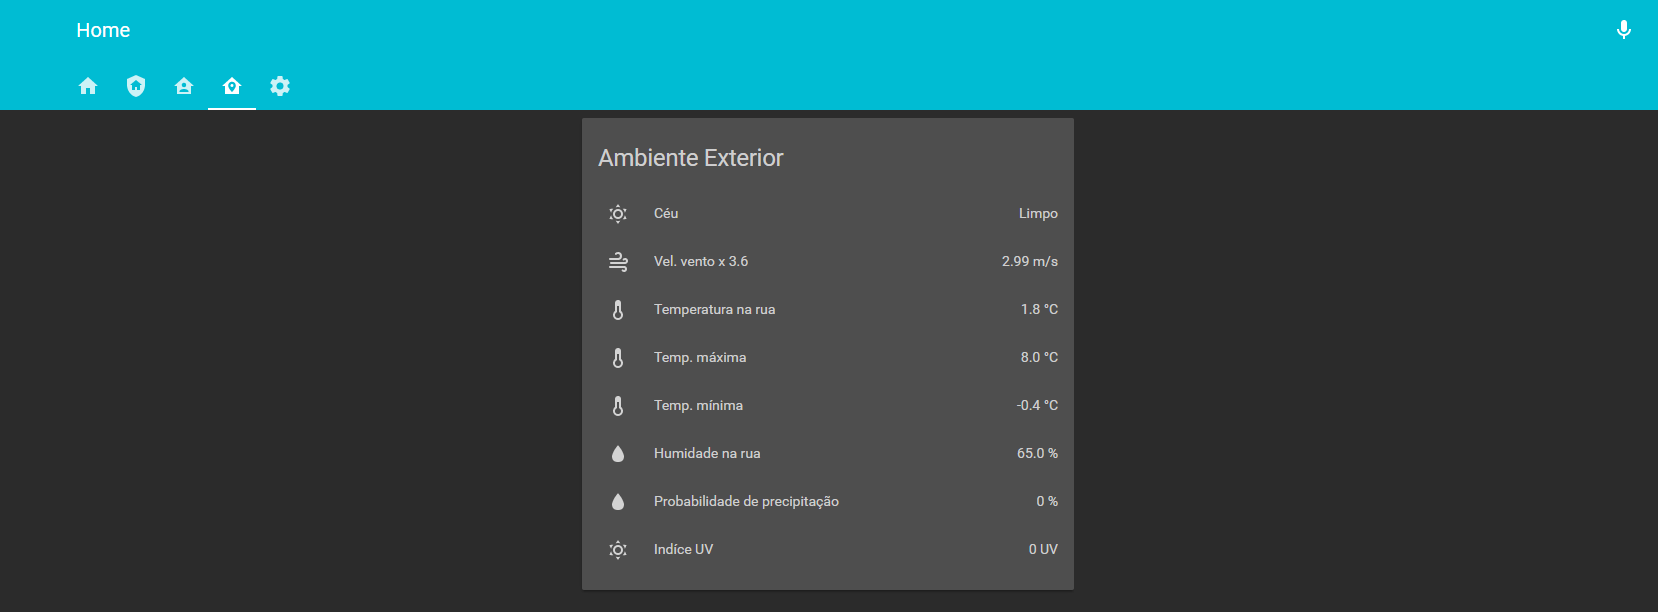 Home
Ambiente Exterior
Céu Limpo
Vel. vento x 3.6 2.99 m/s
Temperatura na rua 1.8 °C
Temp. máxima 8.0 °C
Temp. mínima -0.4 °C
Humidade na rua 65.0 %
Probabilidade de precipitação 0 %
Indíce UV 0 UV